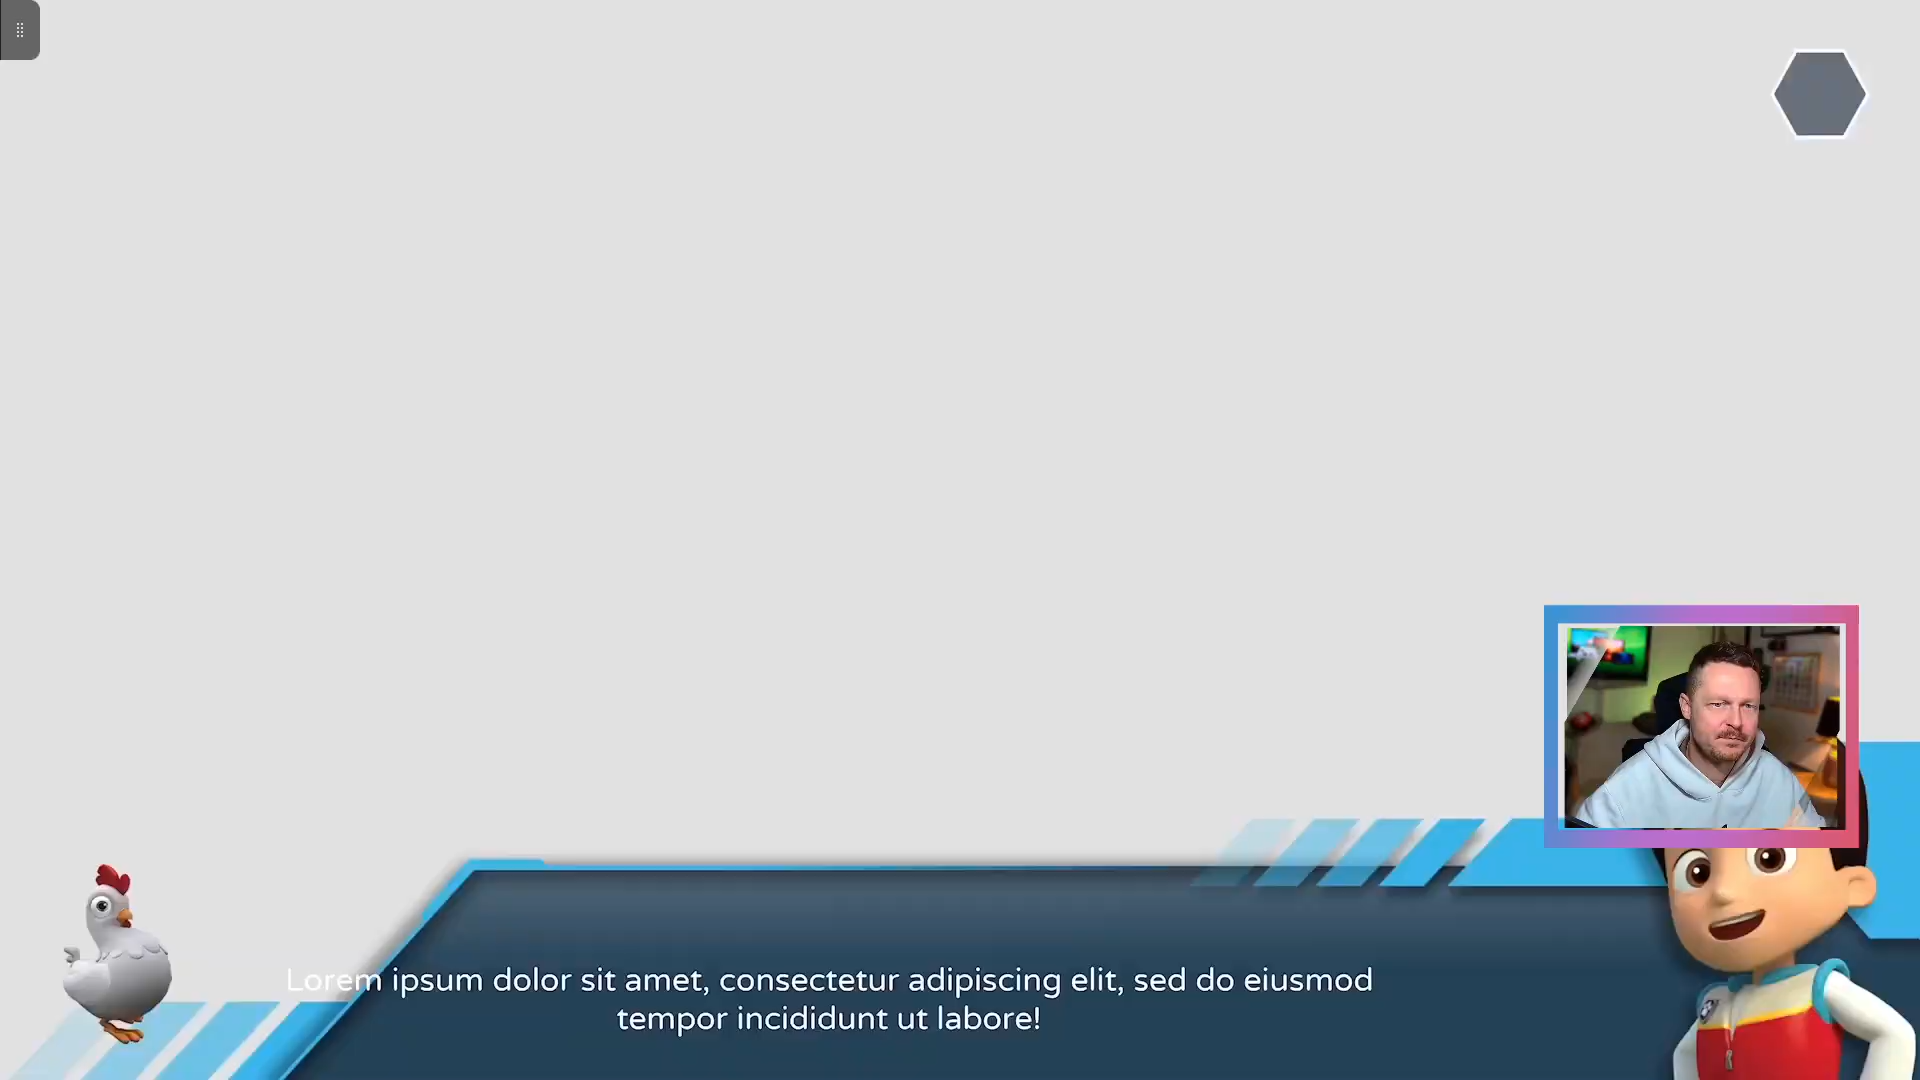 Lorem ipsum dolor sit amet, consectetur adipiscing elit, sed do eiusmod
tempor incididunt ut labore!